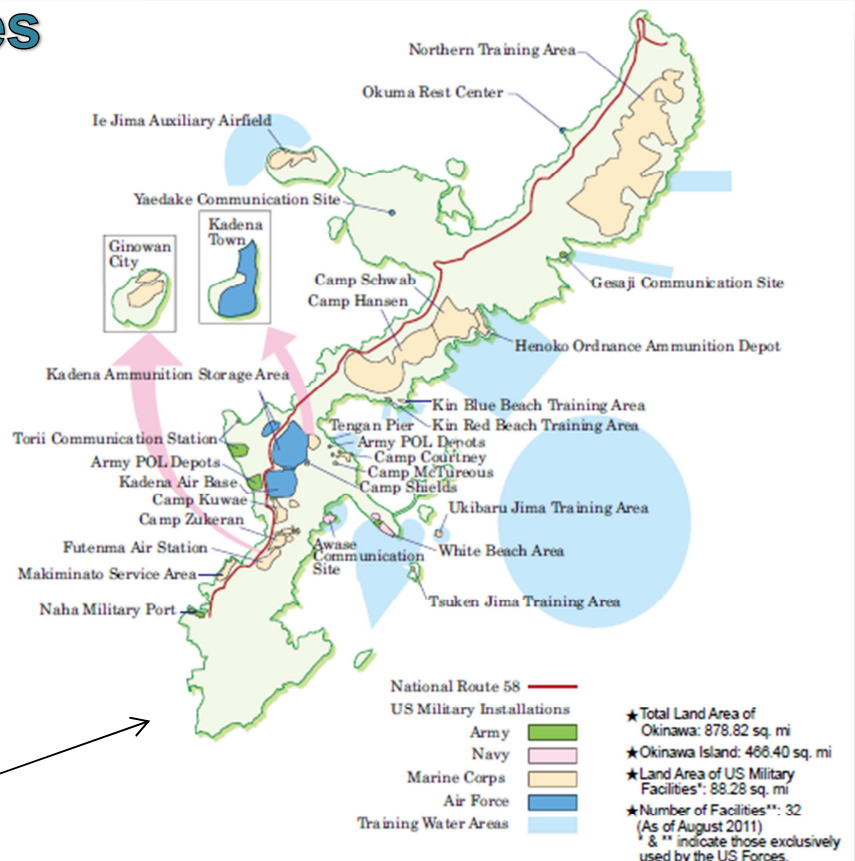 es
Northern Training Area
Okuma Rest Center
Ie Jima Auxiliary Airfield
Yaedake Communication Site
Kadena
Town
Ginowan
City
Gesaji Communication Site
Camp Schwab
Camp Hansen
Henoko Ordnance Ammunition Depot
Kadena Ammunition Storage Area
Kin Blue Beach Training Area
Tengan Pier
Kin Red Beach Training Area
Torii Communication Station
Army POL Depots
Camp Courtney
Army POL Depots
Camp McTureous
Kadena Air Base
Camp Shields
Camp Kuwae
Ukibaru Jima Training Area
Camp Zukeran
Futenma Air Station
Awase
Communication
Site
White Beach Area
Makiminato Service Area
Tsuken Jima Training Area
Naha Military Port
National Route 58
US Military Installations
Army
Navy
Marine Corps
Air Force
Training Water Areas
★Total Land Area of
Okinawa: 878.82 sq. mi
★Okinawa Island: 466.40 sq. mi
★Land Area of US Military
Facilities*: 88.28 sq. mi
★Number of Facilities**: 32
(As of August 2011)
* & ** indicate those exclusively
used by the US Forces.